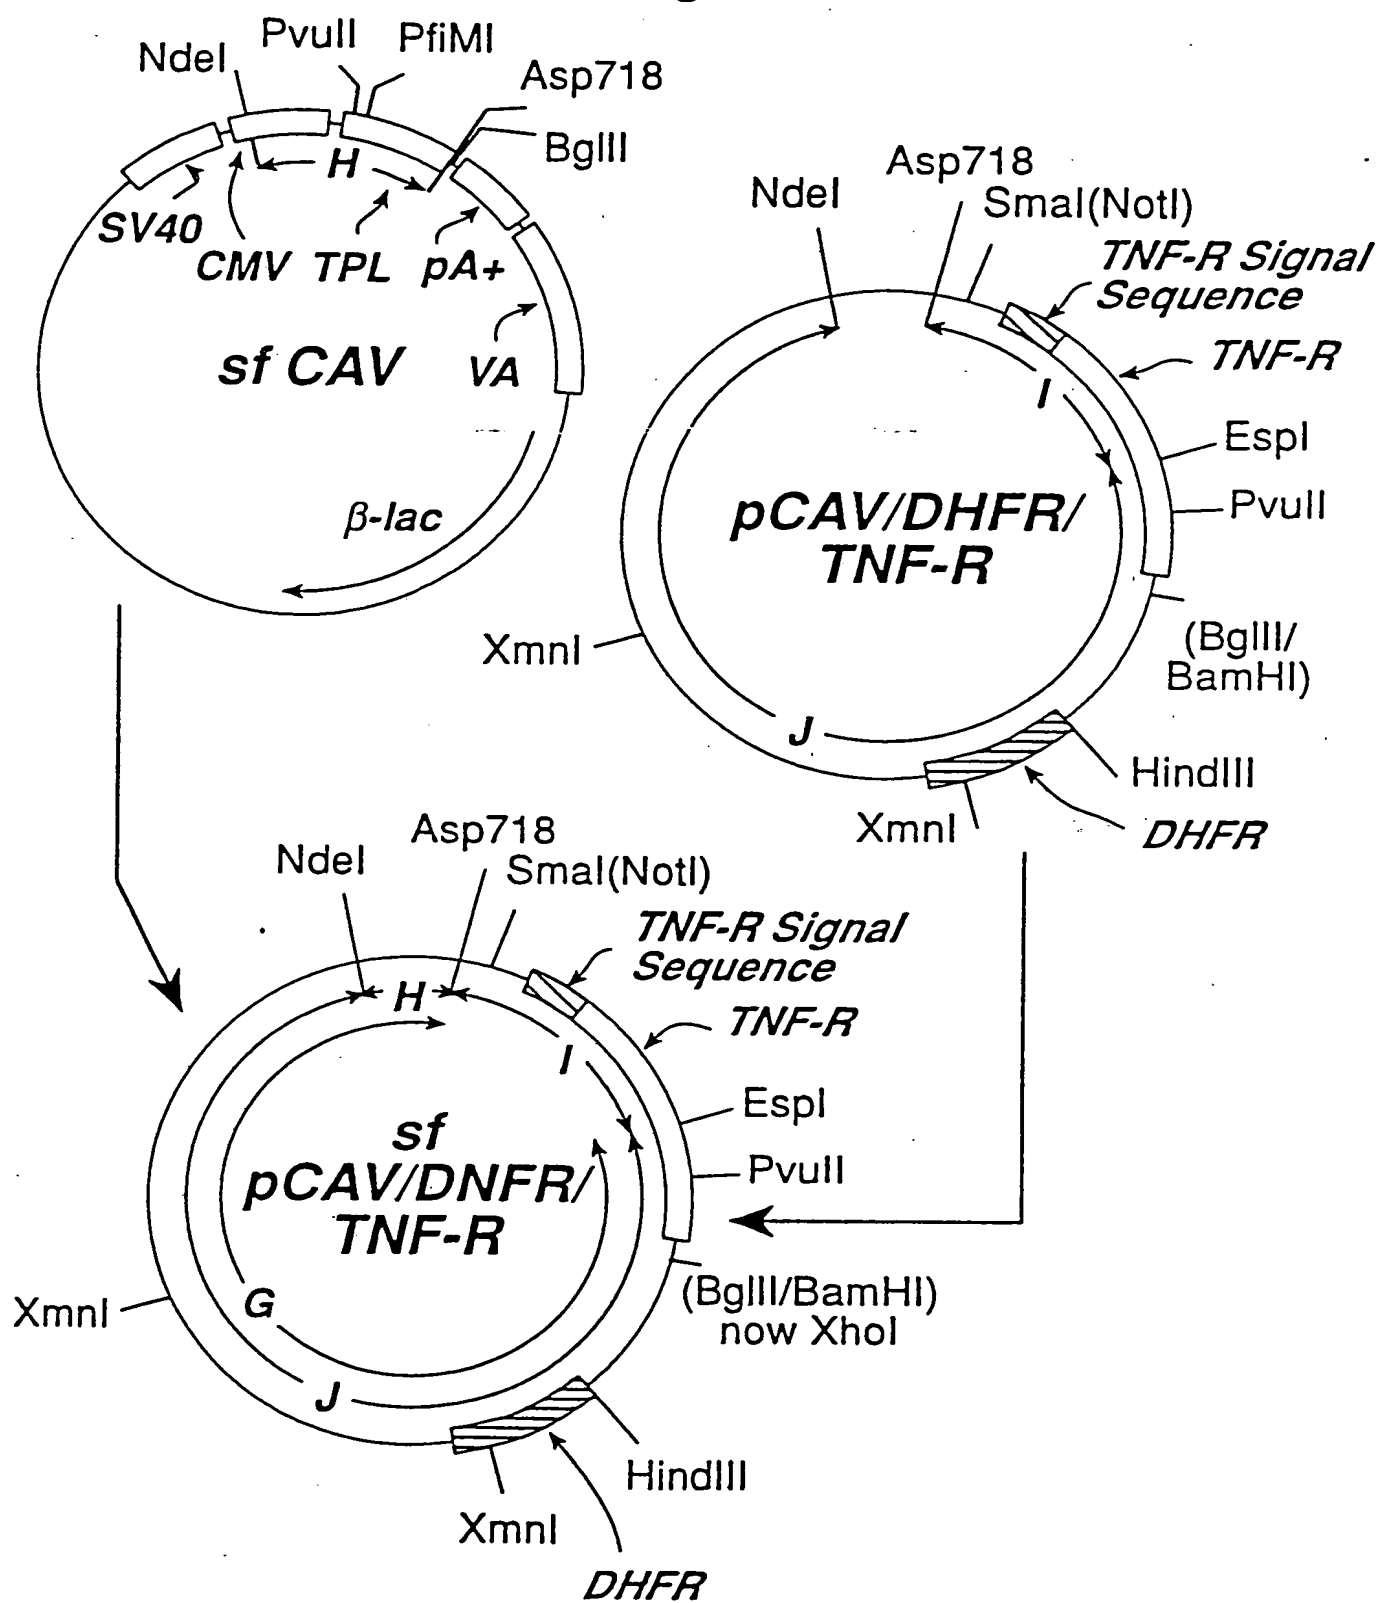 PvuII
PfiMI
NdeI
Asp718
BglII
H
SV40
CMV
TPL
pA+
sf CAV
VA
β-lac
Asp718
NdeI
SmaI(NotI)
TNF-R Signal
Sequence
TNF-R
I
EspI
pCAV/DHFR/
TNF-R
PvuII
XmnI
(BglII/
BamHI)
J
HindIII
XmnI
DHFR
Asp718
NdeI
SmaI(NotI)
TNF-R Signal
Sequence
H
TNF-R
I
EspI
sf
pCAV/DNFR/
TNF-R
PvuII
(BglII/BamHI)
now XhoI
G
XmnI
J
HindIII
XmnI
DHFR